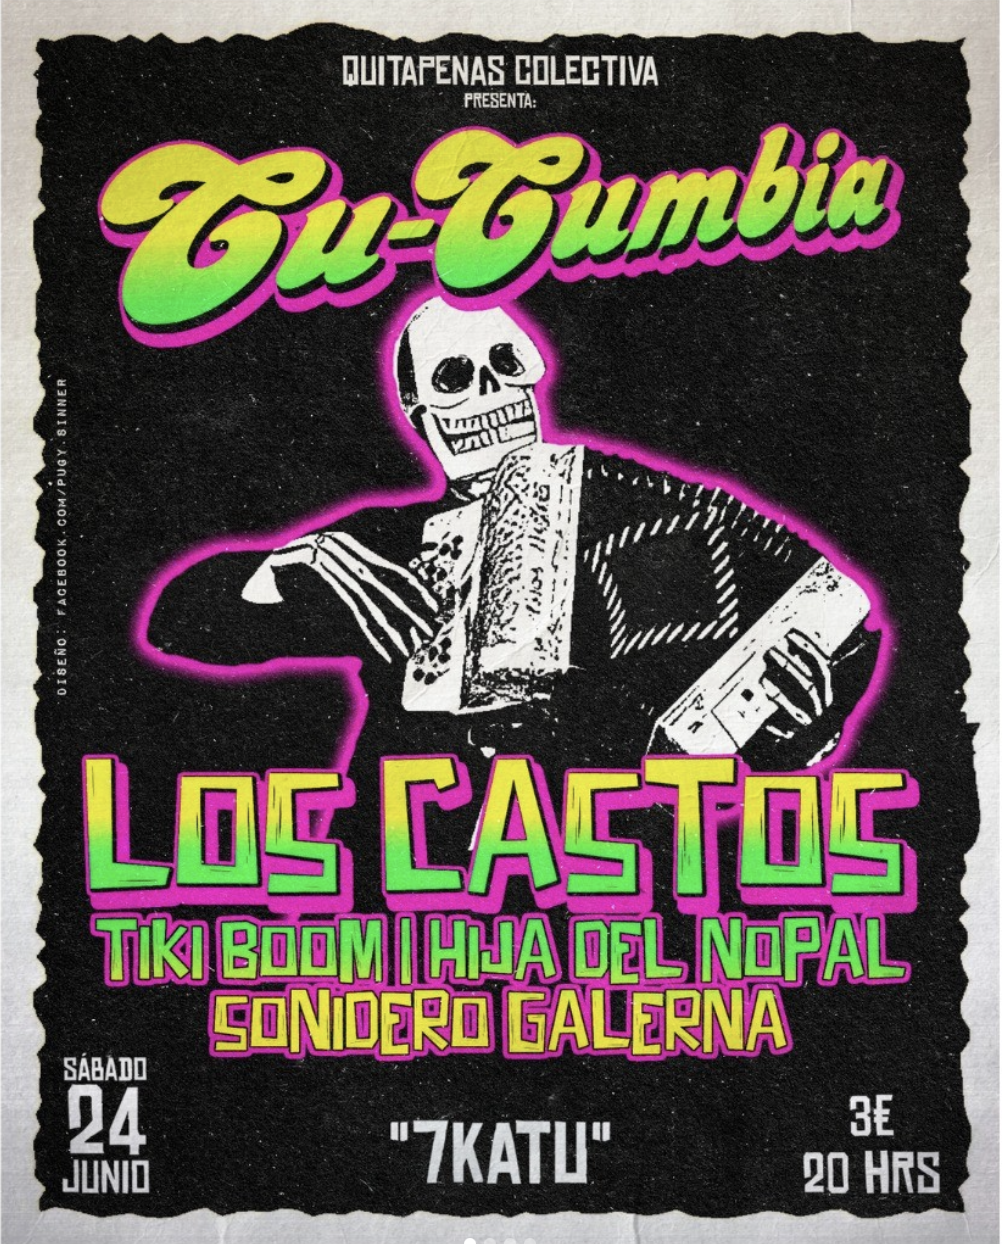 QUITAPENAS COLECTIVA
PRESENTA:
Cu-Cumbia
DISEÑO: FACEBOOK.COM/PUGY.SINNER
LOS CASTOS
TIKI BOOM | HIJA DEL NOPAL
SONIDERO GALERNA
SÁBADO
24
JUNIO
"7KATU"
3€
20 HRS